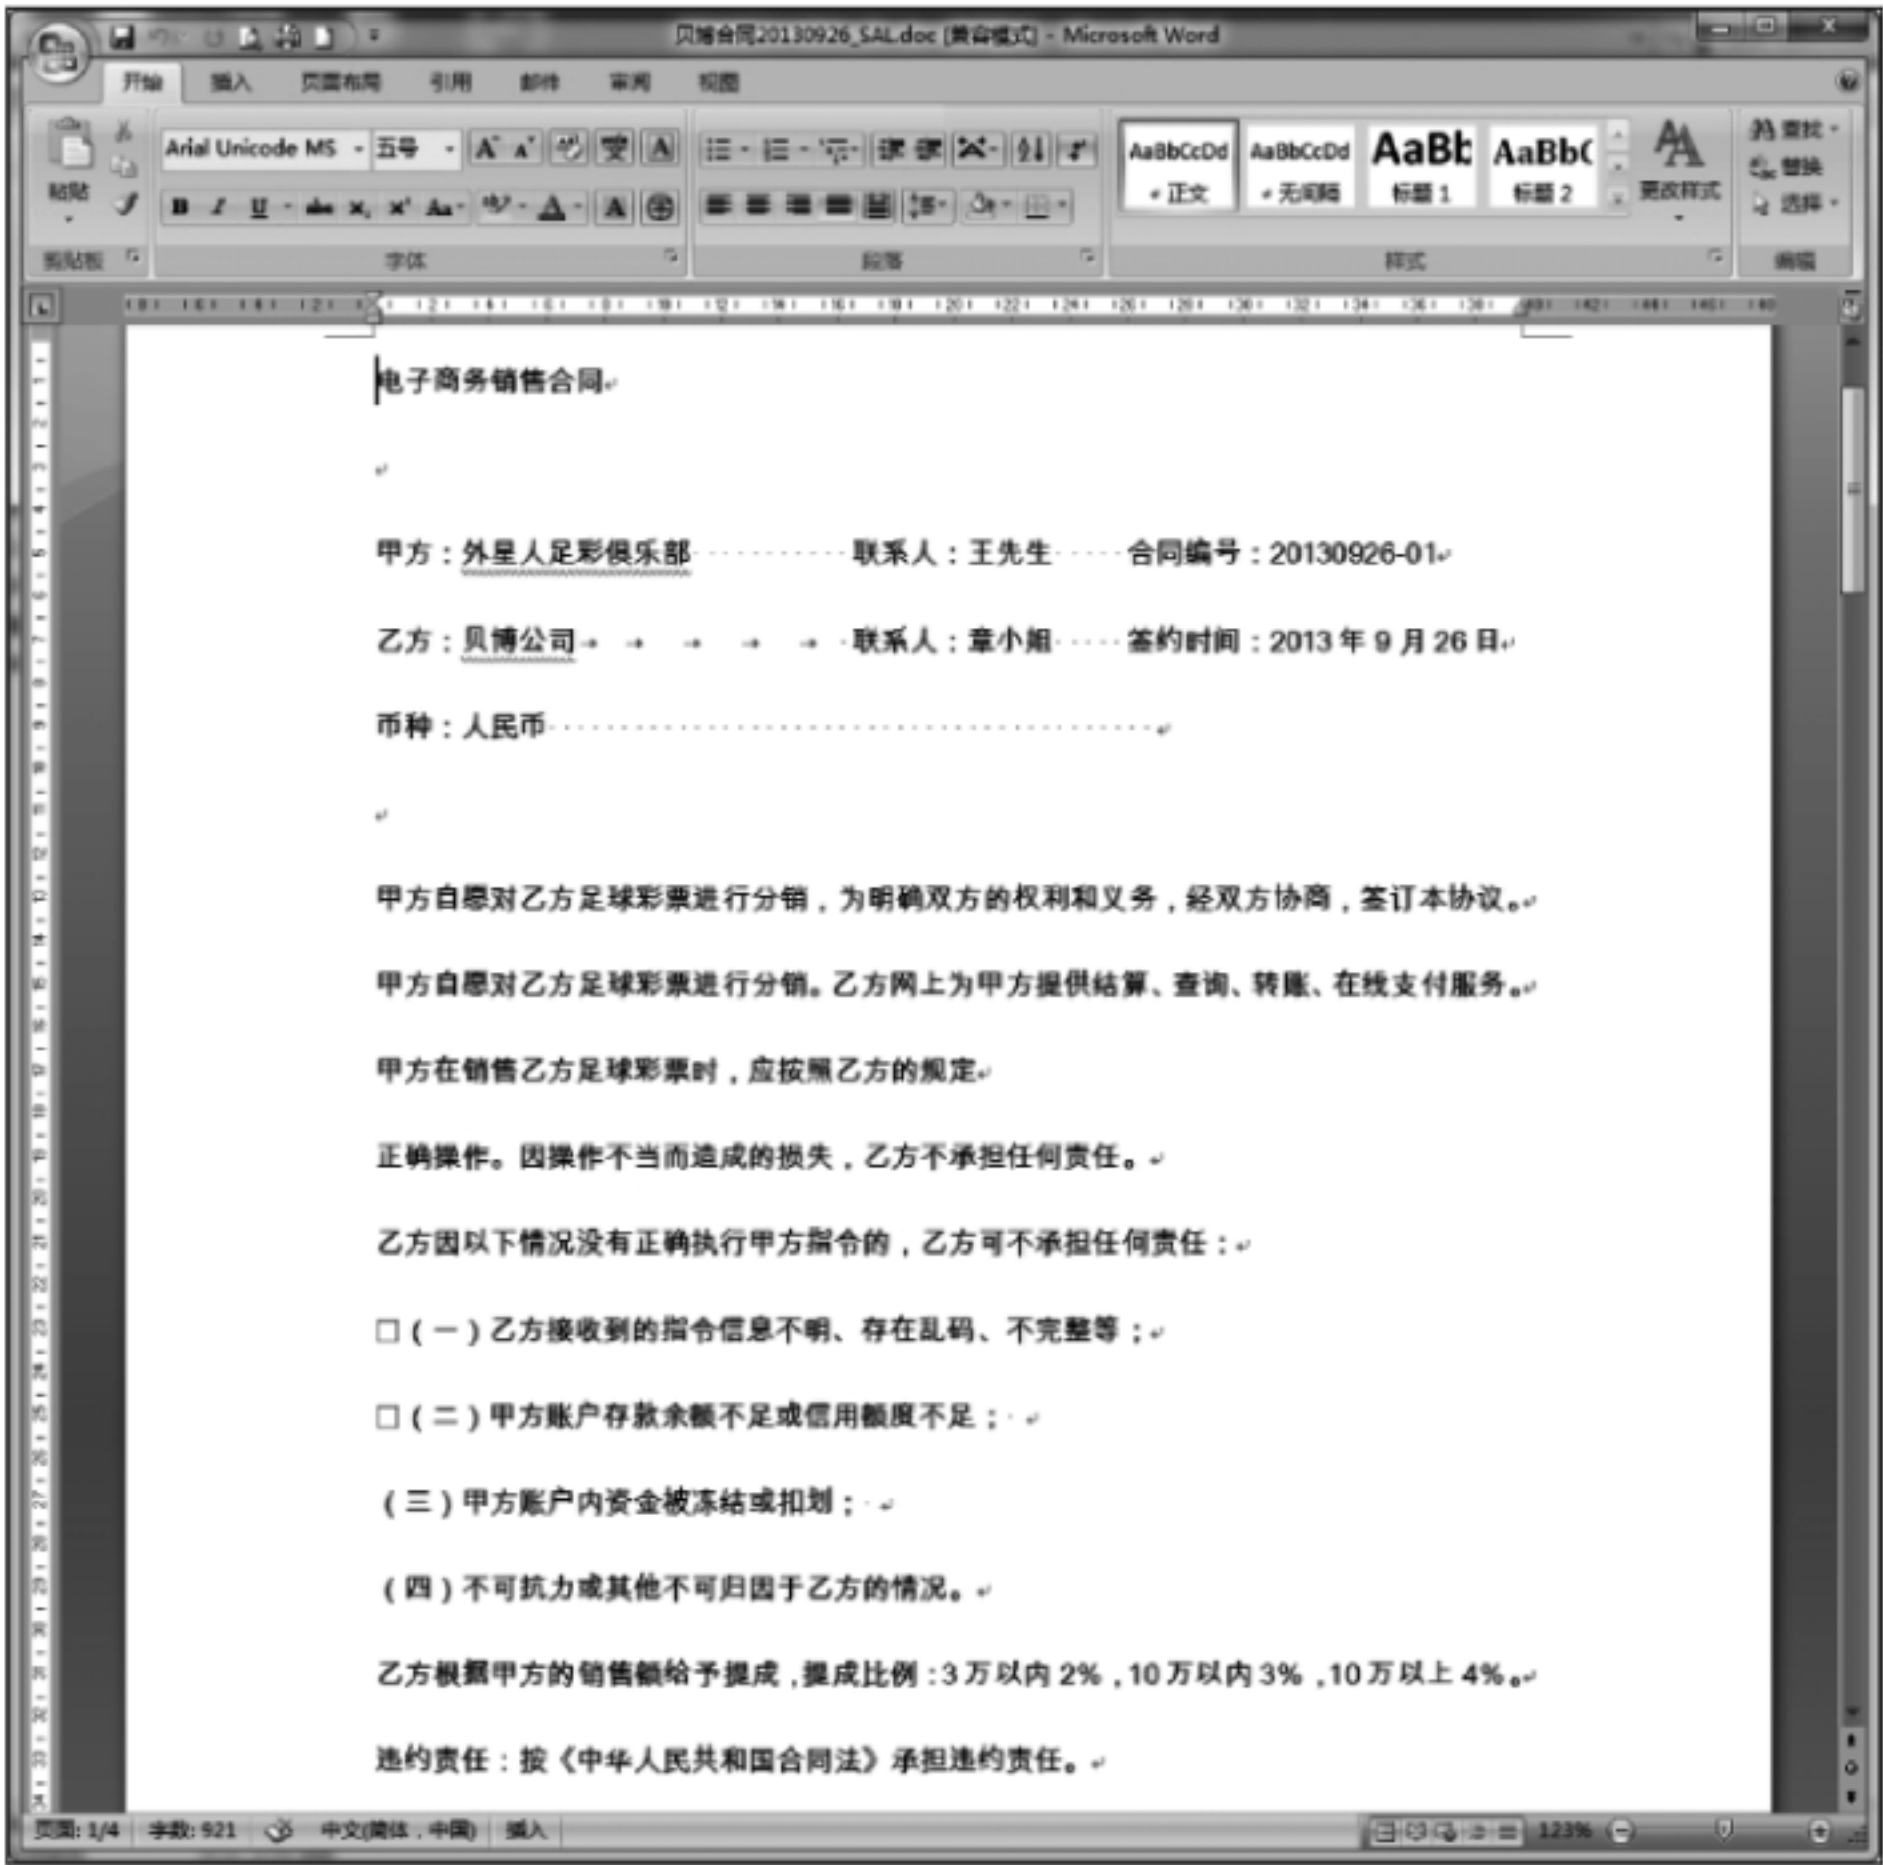 贝博合同20130926_SAL.doc [兼容模式] - Microsoft Word
开始 插入 页面布局 引用 邮件 审阅 视图
Arial Unicode MS 五号
粘贴
AaBbCcDd AaBbCcDd AaBb AaBbC
正文 无间隔 标题 1 标题 2
更改样式
查找
替换
选择
剪贴板 字体 段落 样式 编辑
电子商务销售合同
甲方：外星人足彩俱乐部 联系人：王先生 合同编号：20130926-01
乙方：贝博公司 联系人：章小姐 签约时间：2013 年 9 月 26 日
币种：人民币
甲方自愿对乙方足球彩票进行分销，为明确双方的权利和义务，经双方协商，签订本协议。
甲方自愿对乙方足球彩票进行分销。乙方网上为甲方提供结算、查询、转账、在线支付服务。
甲方在销售乙方足球彩票时，应按照乙方的规定
正确操作。因操作不当而造成的损失，乙方不承担任何责任。
乙方因以下情况没有正确执行甲方指令的，乙方可不承担任何责任：
□（一）乙方接收到的指令信息不明、存在乱码、不完整等；
□（二）甲方账户存款余额不足或信用额度不足；
（三）甲方账户内资金被冻结或扣划；
（四）不可抗力或其他不可归因于乙方的情况。
乙方根据甲方的销售额给予提成，提成比例：3 万以内 2%，10 万以内 3%，10 万以上 4%。
违约责任：按《中华人民共和国合同法》承担违约责任。
页面: 1/4 字数: 921 中文(简体，中国) 插入 123%